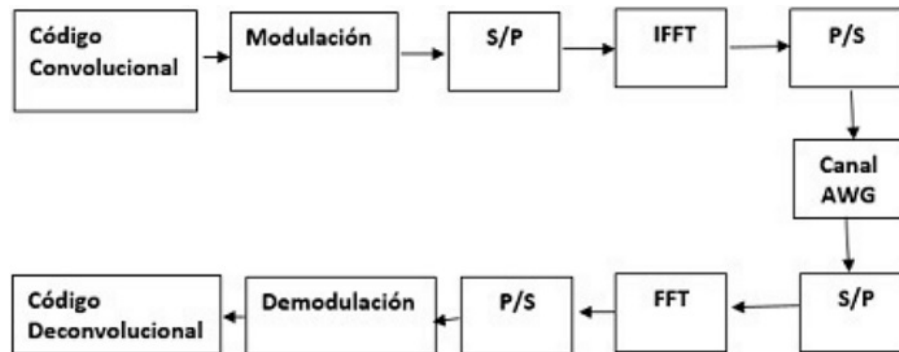 Código
Convolucional
Modulación
S/P
IFFT
P/S
Canal
AWG
S/P
FFT
P/S
Demodulación
Código
Deconvolucional